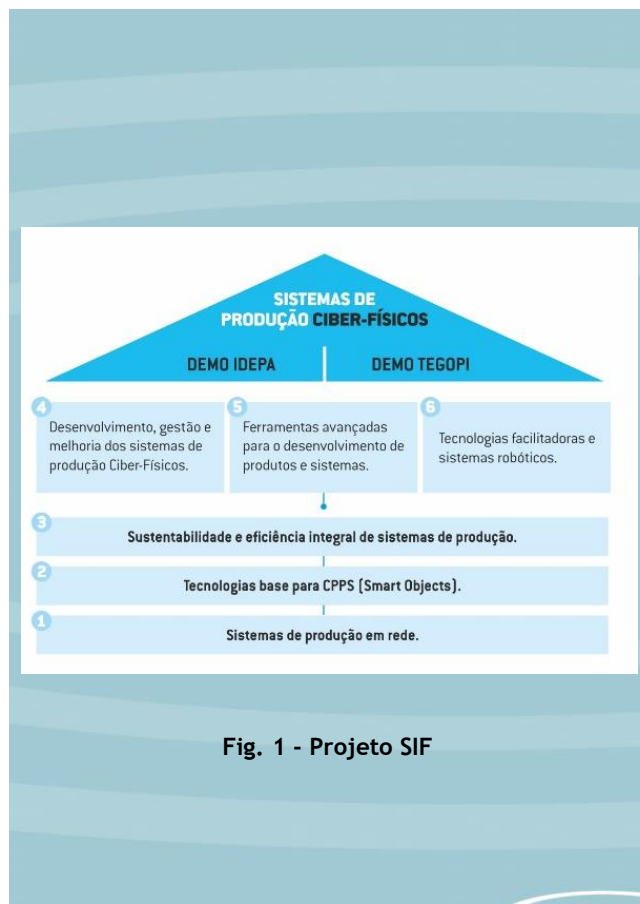 SISTEMAS DE
PRODUÇÃO CIBER-FÍSICOS
DEMO IDEPA
DEMO TEGOPI
4
Desenvolvimento, gestão e
melhoria dos sistemas de
produção Ciber-Físicos.
5
Ferramentas avançadas
para o desenvolvimento de
produtos e sistemas.
6
Tecnologias facilitadoras e
sistemas robóticos.
3
Sustentabilidade e eficiência integral de sistemas de produção.
2
Tecnologias base para CPPS (Smart Objects).
1
Sistemas de produção em rede.
Fig. 1 - Projeto SIF